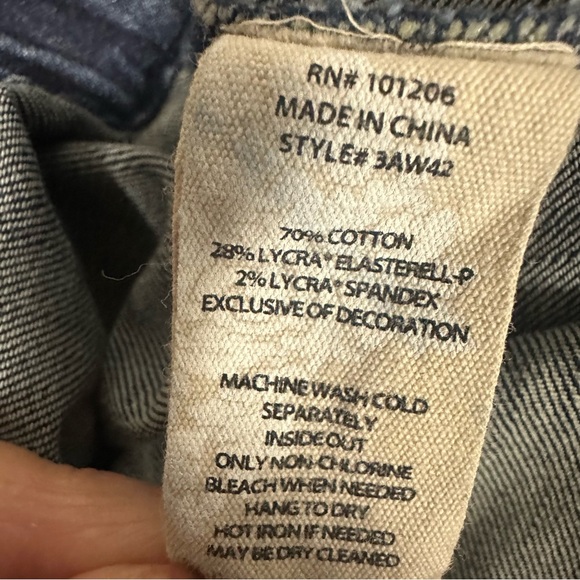 RN# 101206
MADE IN CHINA
STYLE# 3AW42
70% COTTON
28% LYCRA® ELASTERELL-P
2% LYCRA® SPANDEX
EXCLUSIVE OF DECORATION
MACHINE WASH COLD
SEPARATELY
INSIDE OUT
ONLY NON-CHLORINE
BLEACH WHEN NEEDED
HANG TO DRY
HOT IRON IF NEEDED
MAY BE DRY CLEANED